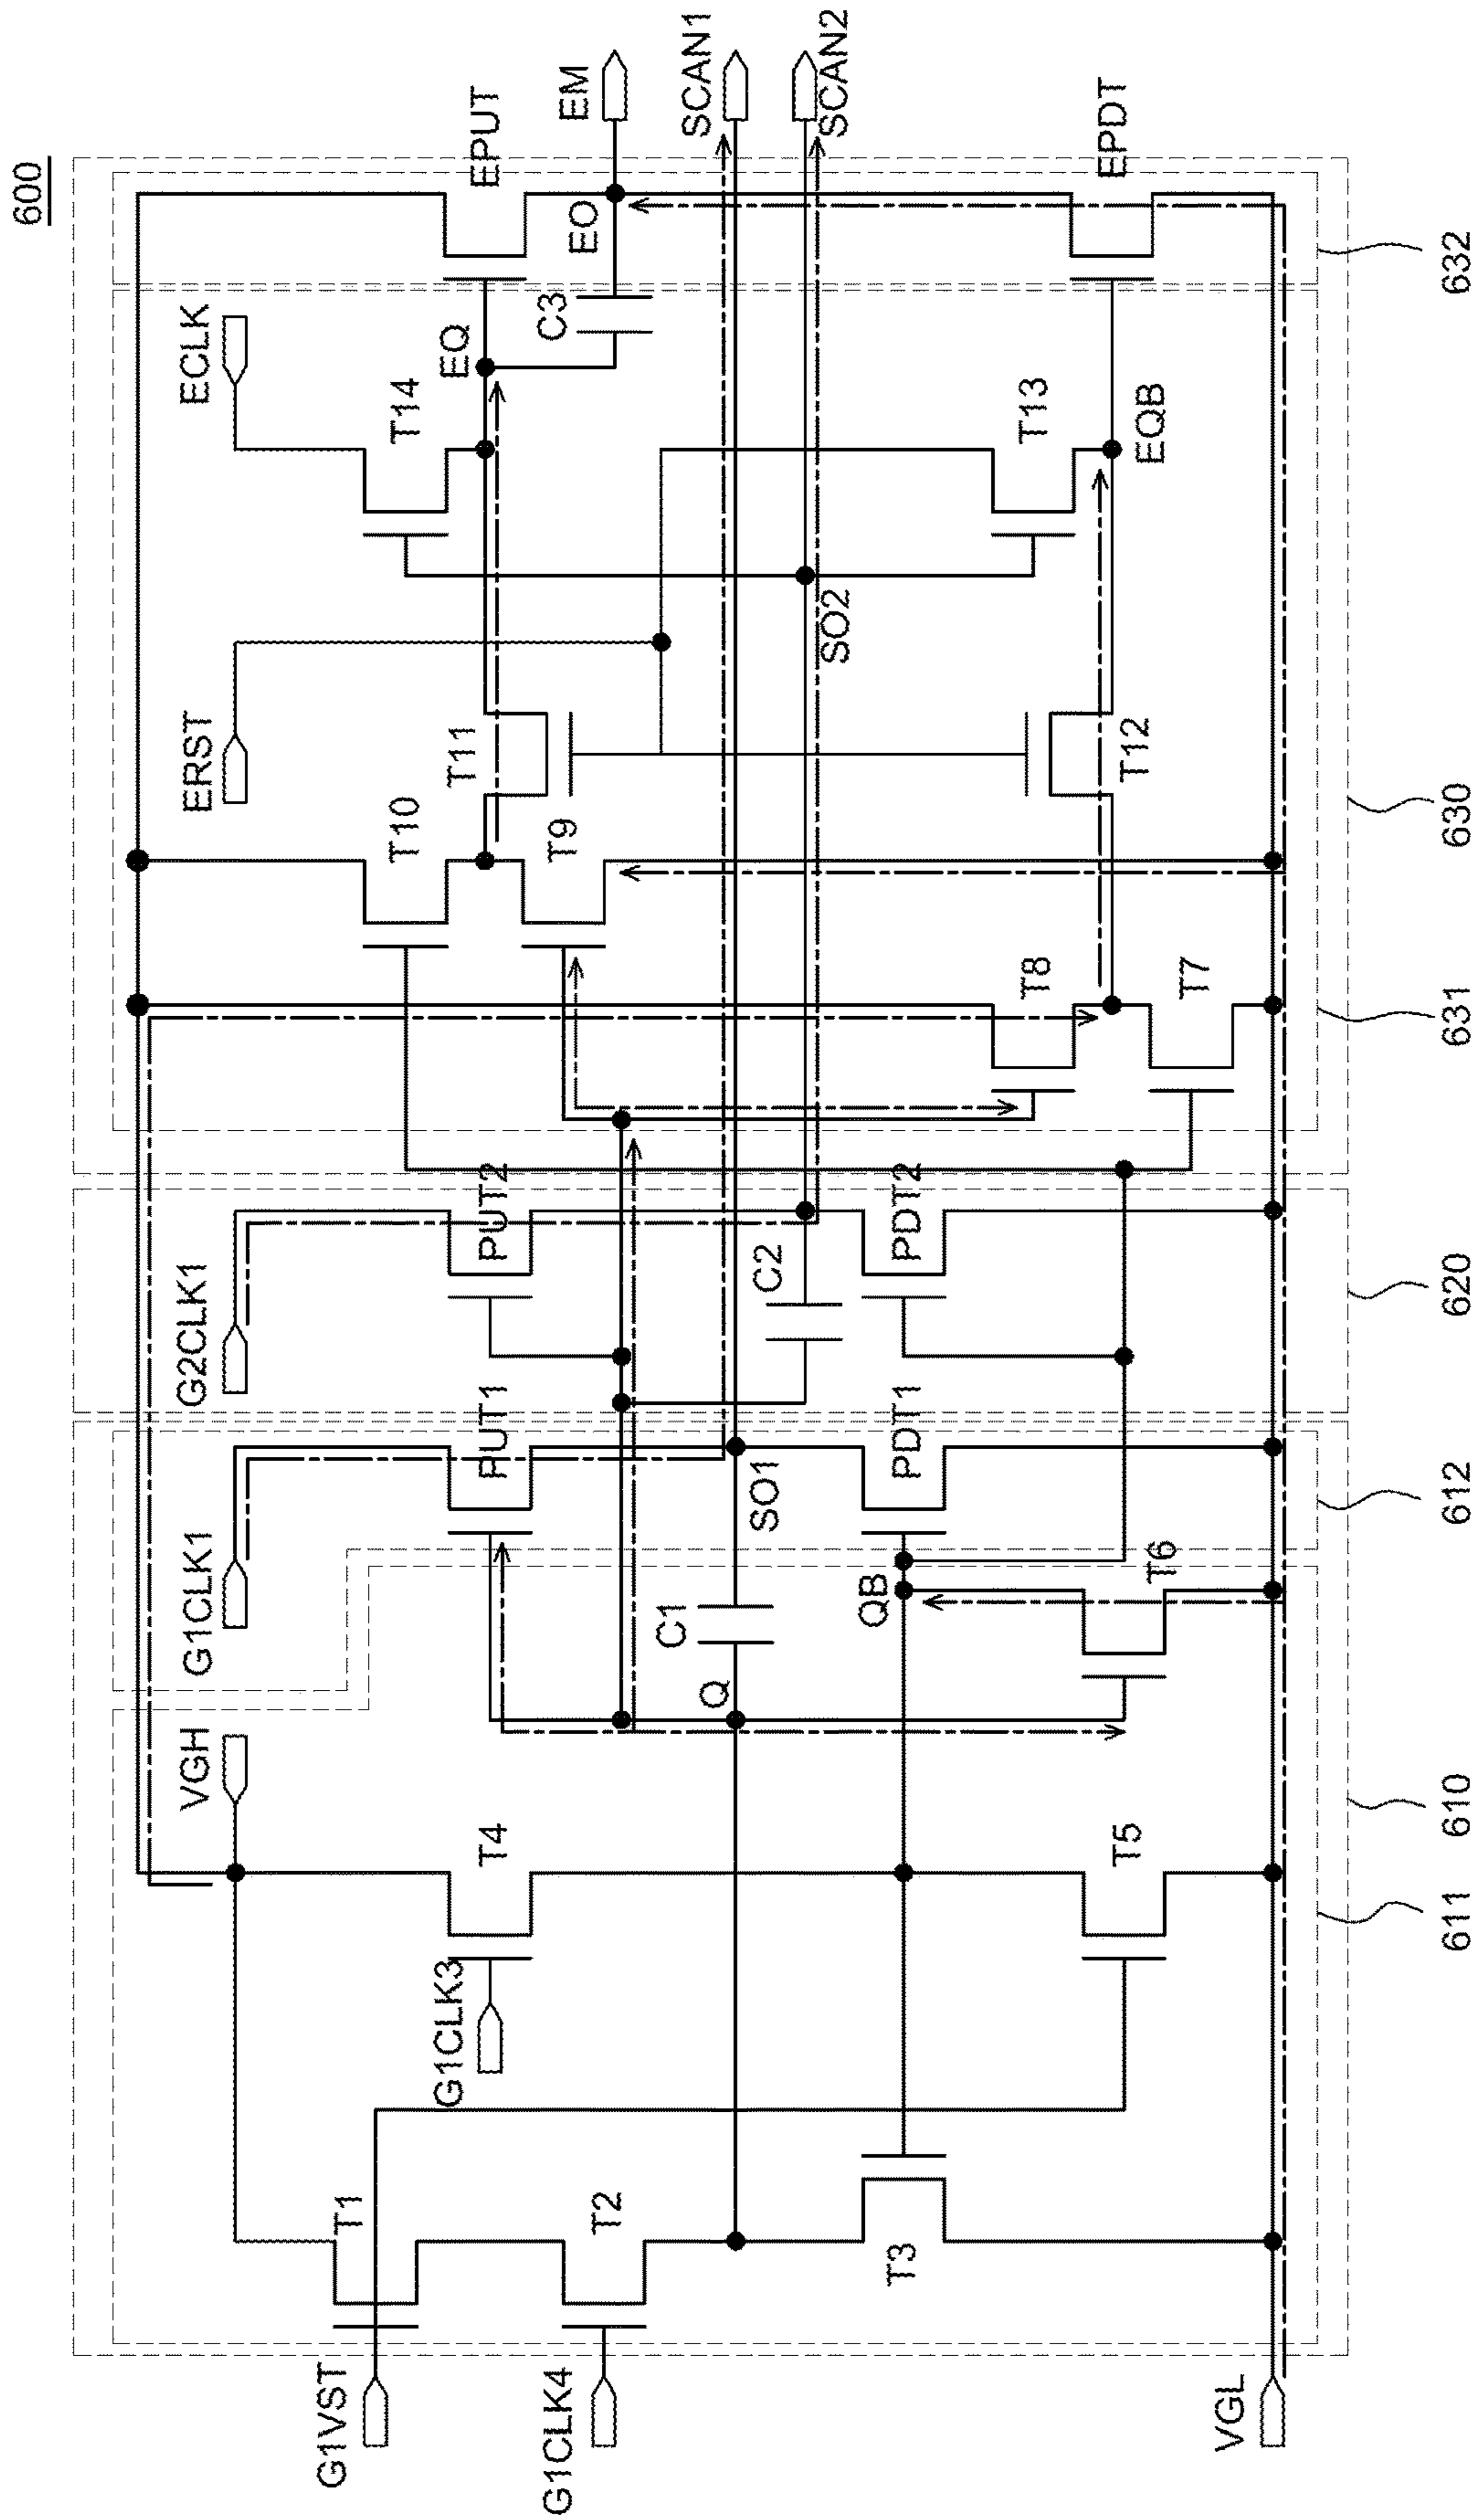 600
G1VST
G1CLK4
VGL
T1
T2
T3
G1CLK3
VGH
T4
T5
Q
C1
QB
T6
G1CLK1
PUT1
SO1
PDT1
G2CLK1
PUT2
C2
PDT2
T8
T7
T10
T9
ERST
T11
T12
SO2
ECLK
T14
T13
EQ
C3
EQB
EO
EPUT
EPDT
EM
SCAN1
SCAN2
611
610
612
620
631
630
632